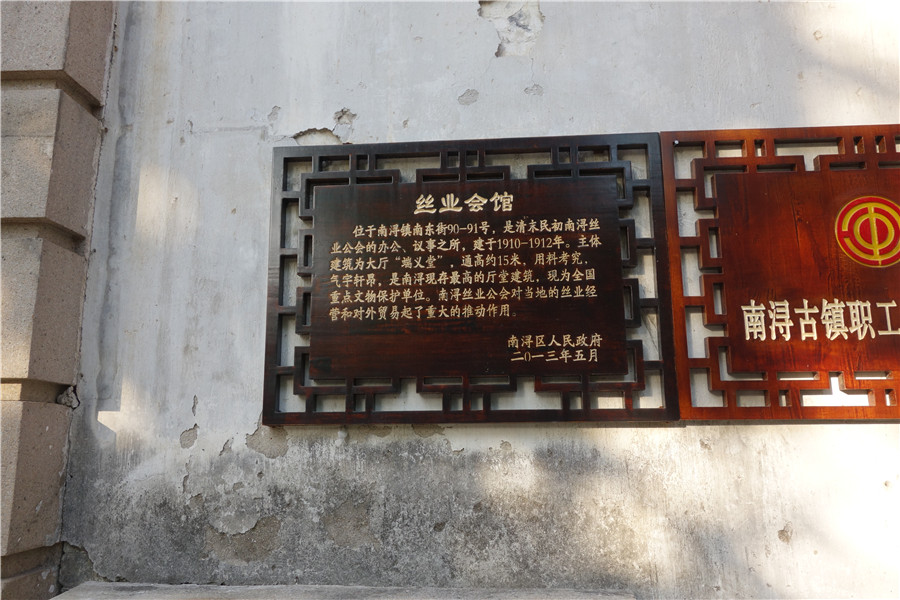 丝业会馆
位于南浔镇南东街90-91号，是清末民初南浔丝
业公会的办公、议事之所，建于1910-1912年。主体
建筑为大厅“端义堂”，通高约15米，用料考究，
气宇轩昂，是南浔现存最高的厅堂建筑，现为全国
重点文物保护单位。南浔丝业公会对当地的丝业经
营和对外贸易起了重大的推动作用。
南浔区人民政府
二〇一三年五月
南浔古镇职工